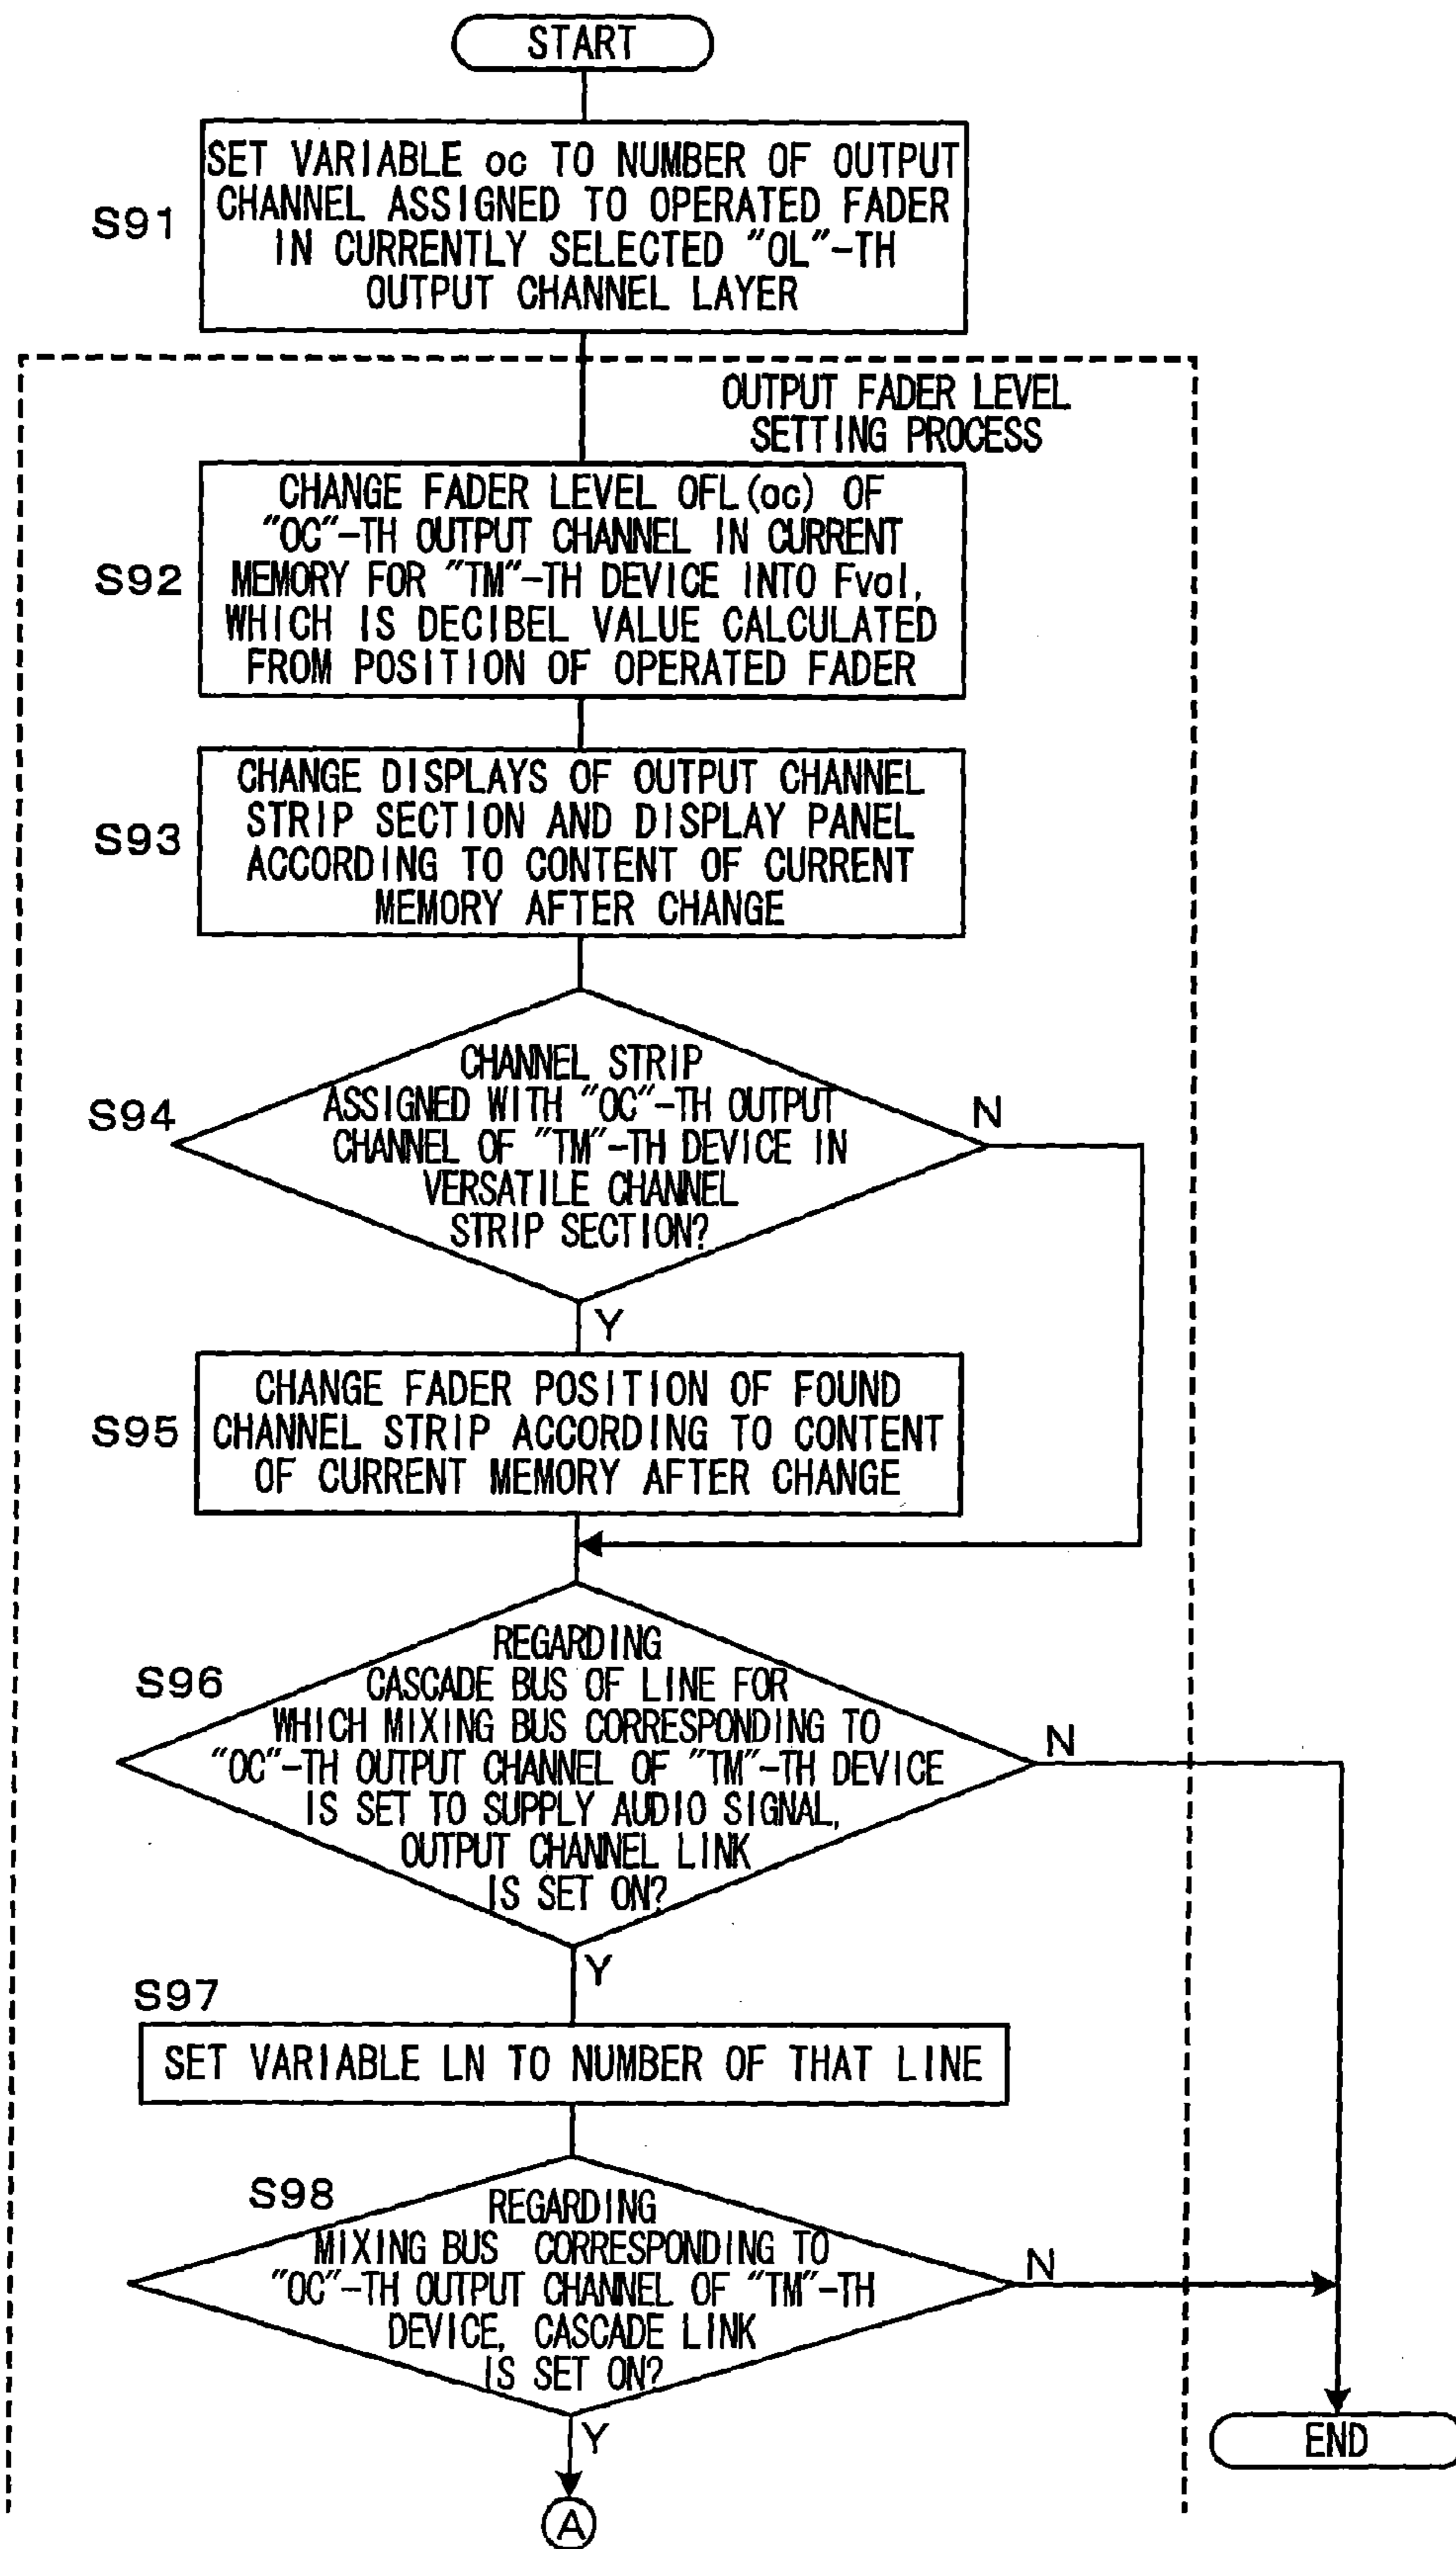 START
S91
SET VARIABLE oc TO NUMBER OF OUTPUT
CHANNEL ASSIGNED TO OPERATED FADER
IN CURRENTLY SELECTED "OL"-TH
OUTPUT CHANNEL LAYER
OUTPUT FADER LEVEL
SETTING PROCESS
S92
CHANGE FADER LEVEL OFL(oc) OF
"OC"-TH OUTPUT CHANNEL IN CURRENT
MEMORY FOR "TM"-TH DEVICE INTO Fval,
WHICH IS DECIBEL VALUE CALCULATED
FROM POSITION OF OPERATED FADER
S93
CHANGE DISPLAYS OF OUTPUT CHANNEL
STRIP SECTION AND DISPLAY PANEL
ACCORDING TO CONTENT OF CURRENT
MEMORY AFTER CHANGE
S94
CHANNEL STRIP
ASSIGNED WITH "OC"-TH OUTPUT
CHANNEL OF "TM"-TH DEVICE IN
VERSATILE CHANNEL
STRIP SECTION?
N
Y
S95
CHANGE FADER POSITION OF FOUND
CHANNEL STRIP ACCORDING TO CONTENT
OF CURRENT MEMORY AFTER CHANGE
S96
REGARDING
CASCADE BUS OF LINE FOR
WHICH MIXING BUS CORRESPONDING TO
"OC"-TH OUTPUT CHANNEL OF "TM"-TH DEVICE
IS SET TO SUPPLY AUDIO SIGNAL,
OUTPUT CHANNEL LINK
IS SET ON?
N
Y
S97
SET VARIABLE LN TO NUMBER OF THAT LINE
S98
REGARDING
MIXING BUS CORRESPONDING TO
"OC"-TH OUTPUT CHANNEL OF "TM"-TH
DEVICE, CASCADE LINK
IS SET ON?
N
Y
END
A